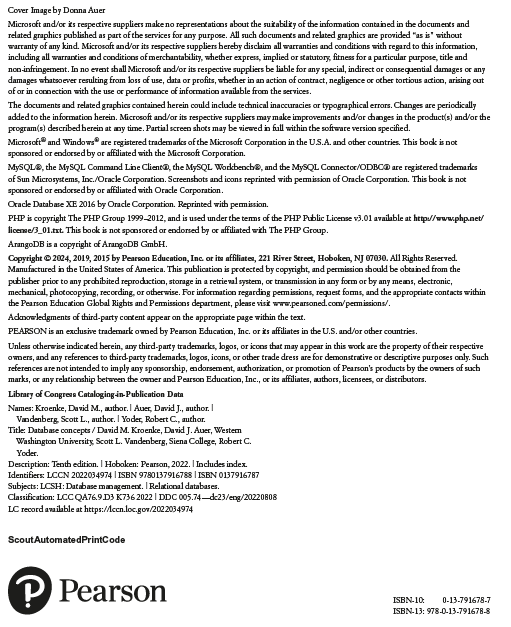 Cover Image by Donna Auer
Microsoft and/or its respective suppliers make no representations about the suitability of the information contained in the documents and
related graphics published as part of the services for any purpose. All such documents and related graphics are provided “as is” without
warranty of any kind. Microsoft and/or its respective suppliers hereby disclaim all warranties and conditions with regard to this information,
including all warranties and conditions of merchantability, whether express, implied or statutory, fitness for a particular purpose, title and
non-infringement. In no event shall Microsoft and/or its respective suppliers be liable for any special, indirect or consequential damages or any
damages whatsoever resulting from loss of use, data or profits, whether in an action of contract, negligence or other tortious action, arising out
of or in connection with the use or performance of information available from the services.
The documents and related graphics contained herein could include technical inaccuracies or typographical errors. Changes are periodically
added to the information herein. Microsoft and/or its respective suppliers may make improvements and/or changes in the product(s) and/or the
program(s) described herein at any time. Partial screen shots may be viewed in full within the software version specified.
Microsoft® and Windows® are registered trademarks of the Microsoft Corporation in the U.S.A. and other countries. This book is not
sponsored or endorsed by or affiliated with the Microsoft Corporation.
MySQL®, the MySQL Command Line Client®, the MySQL Workbench®, and the MySQL Connector/ODBC® are registered trademarks
of Sun Microsystems, Inc./Oracle Corporation. Screenshots and icons reprinted with permission of Oracle Corporation. This book is not
sponsored or endorsed by or affiliated with Oracle Corporation.
Oracle Database XE 2016 by Oracle Corporation. Reprinted with permission.
PHP is copyright The PHP Group 1999–2012, and is used under the terms of the PHP Public License v3.01 available at http://www.php.net/
license/3_01.txt. This book is not sponsored or endorsed by or affiliated with The PHP Group.
ArangoDB is a copyright of ArangoDB GmbH.
Copyright © 2024, 2019, 2015 by Pearson Education, Inc. or its affiliates, 221 River Street, Hoboken, NJ 07030. All Rights Reserved.
Manufactured in the United States of America. This publication is protected by copyright, and permission should be obtained from the
publisher prior to any prohibited reproduction, storage in a retrieval system, or transmission in any form or by any means, electronic,
mechanical, photocopying, recording, or otherwise. For information regarding permissions, request forms, and the appropriate contacts within
the Pearson Education Global Rights and Permissions department, please visit www.pearsoned.com/permissions/.
Acknowledgments of third-party content appear on the appropriate page within the text.
PEARSON is an exclusive trademark owned by Pearson Education, Inc. or its affiliates in the U.S. and/or other countries.
Unless otherwise indicated herein, any third-party trademarks, logos, or icons that may appear in this work are the property of their respective
owners, and any references to third-party trademarks, logos, icons, or other trade dress are for demonstrative or descriptive purposes only. Such
references are not intended to imply any sponsorship, endorsement, authorization, or promotion of Pearson’s products by the owners of such
marks, or any relationship between the owner and Pearson Education, Inc., or its affiliates, authors, licensees, or distributors.
Library of Congress Cataloging-in-Publication Data
Names: Kroenke, David M., author. | Auer, David J., author. |
Vandenberg, Scott L., author. | Yoder, Robert C., author.
Title: Database concepts / David M. Kroenke, David J. Auer, Western
Washington University, Scott L. Vandenberg, Siena College, Robert C.
Yoder.
Description: Tenth edition. | Hoboken: Pearson, 2022. | Includes index.
Identifiers: LCCN 2022034974 | ISBN 9780137916788 | ISBN 0137916787
Subjects: LCSH: Database management. | Relational databases.
Classification: LCC QA76.9.D3 K736 2022 | DDC 005.74—dc23/eng/20220808
LC record available at https://lccn.loc.gov/2022034974
ScoutAutomatedPrintCode
P Pearson
ISBN-10: 0-13-791678-7
ISBN-13: 978-0-13-791678-8